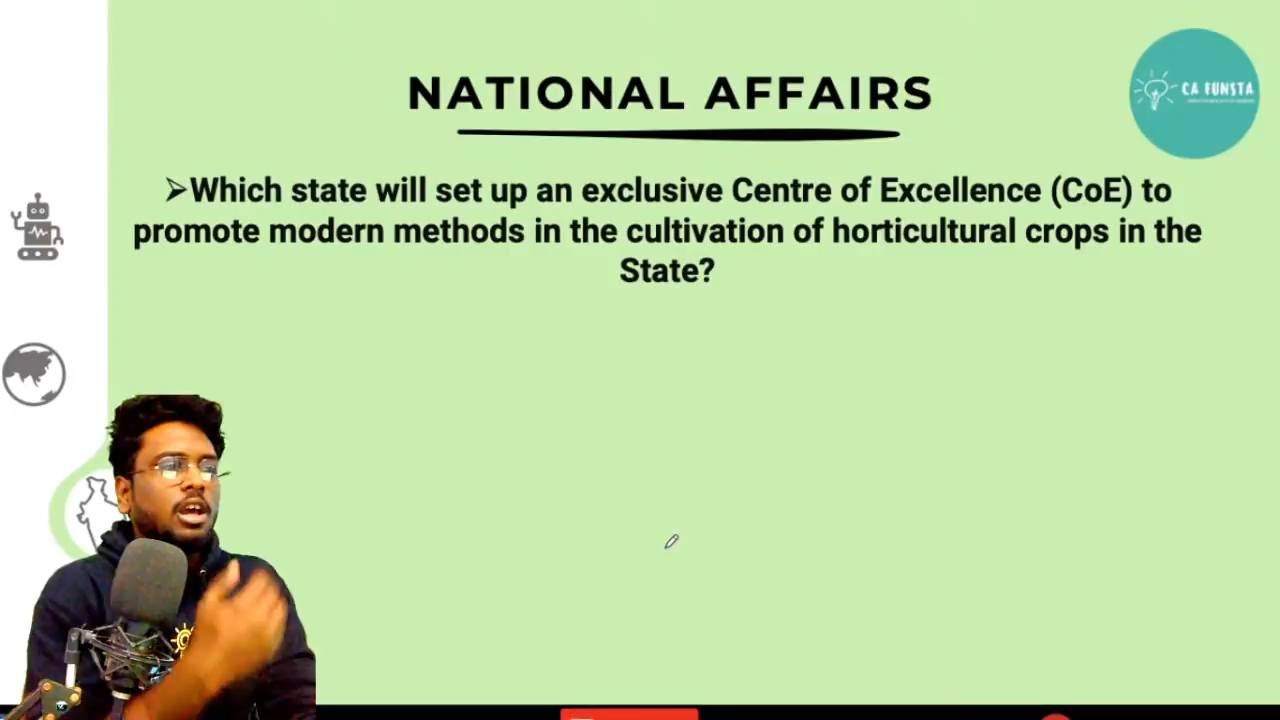 NATIONAL AFFAIRS
CA FUNSTA
➢Which state will set up an exclusive Centre of Excellence (CoE) to
promote modern methods in the cultivation of horticultural crops in the
State?